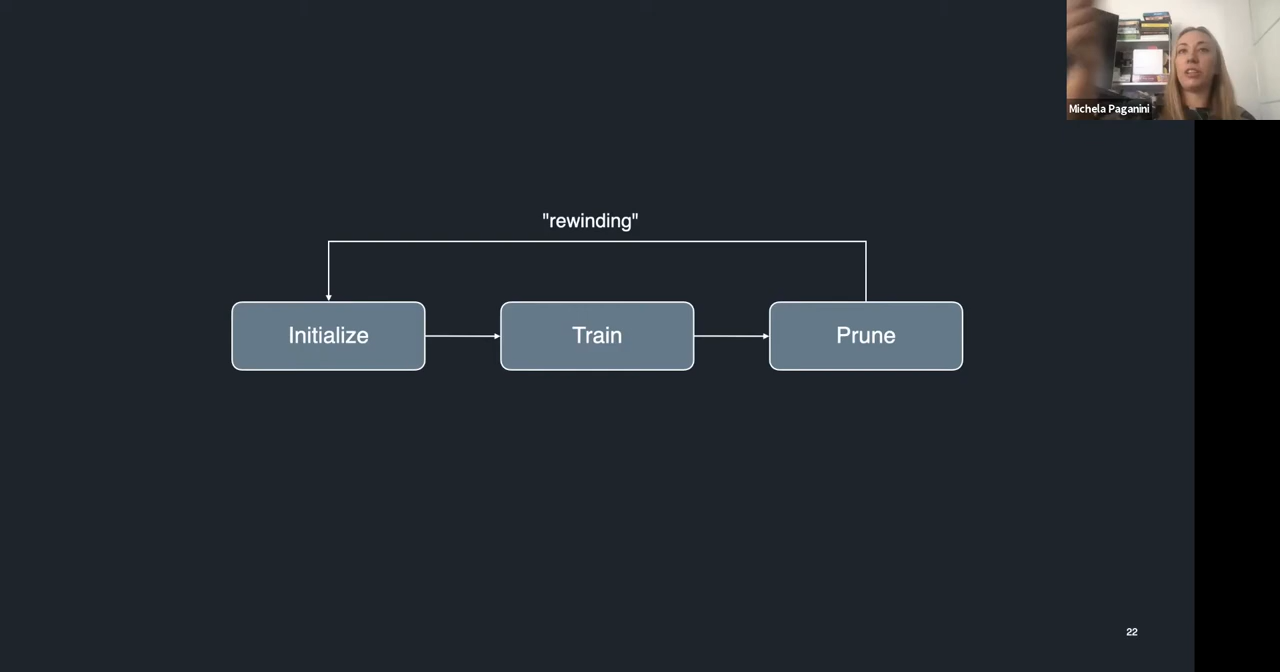 Michela Paganini
"rewinding"
Initialize
Train
Prune
22